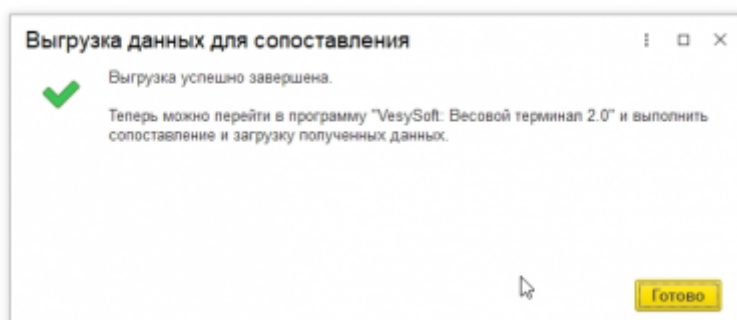 Выгрузка данных для сопоставления
Выгрузка успешно завершена.
Теперь можно перейти в программу "VesySoft: Весовой терминал 2.0" и выполнить
сопоставление и загрузку полученных данных.
Готово